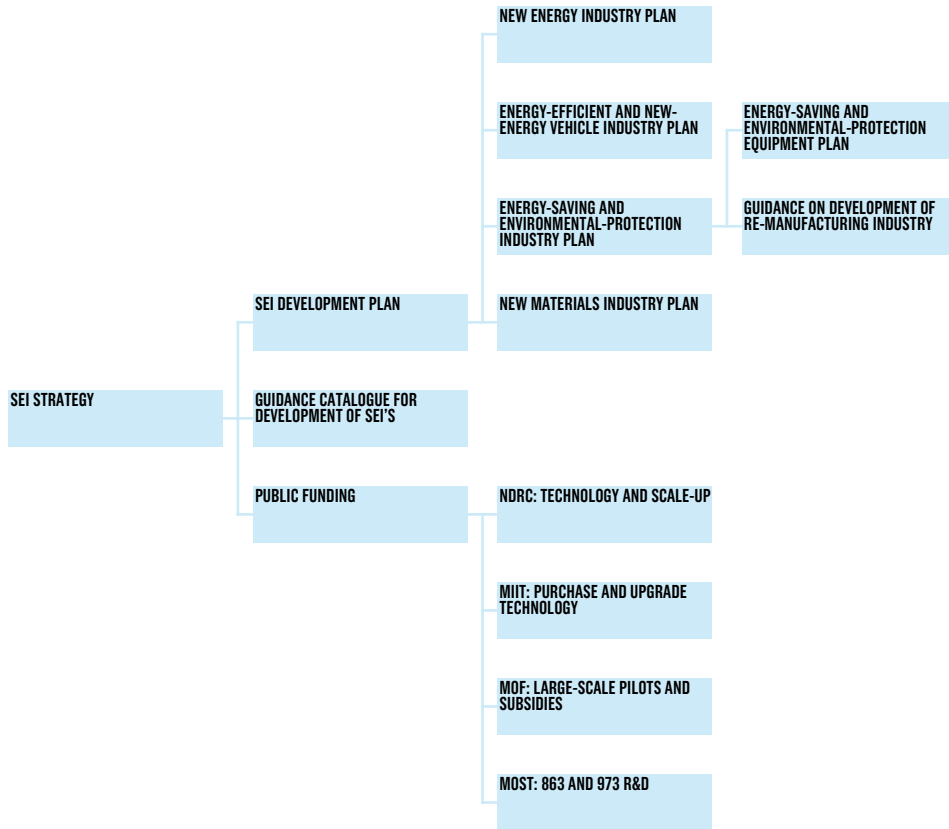 NEW ENERGY INDUSTRY PLAN
ENERGY-EFFICIENT AND NEW-
ENERGY VEHICLE INDUSTRY PLAN
ENERGY-SAVING AND
ENVIRONMENTAL-PROTECTION
EQUIPMENT PLAN
ENERGY-SAVING AND
ENVIRONMENTAL-PROTECTION
INDUSTRY PLAN
GUIDANCE ON DEVELOPMENT OF
RE-MANUFACTURING INDUSTRY
SEI DEVELOPMENT PLAN
NEW MATERIALS INDUSTRY PLAN
SEI STRATEGY
GUIDANCE CATALOGUE FOR
DEVELOPMENT OF SEI'S
PUBLIC FUNDING
NDRC: TECHNOLOGY AND SCALE-UP
MIIT: PURCHASE AND UPGRADE
TECHNOLOGY
MOF: LARGE-SCALE PILOTS AND
SUBSIDIES
MOST: 863 AND 973 R&D